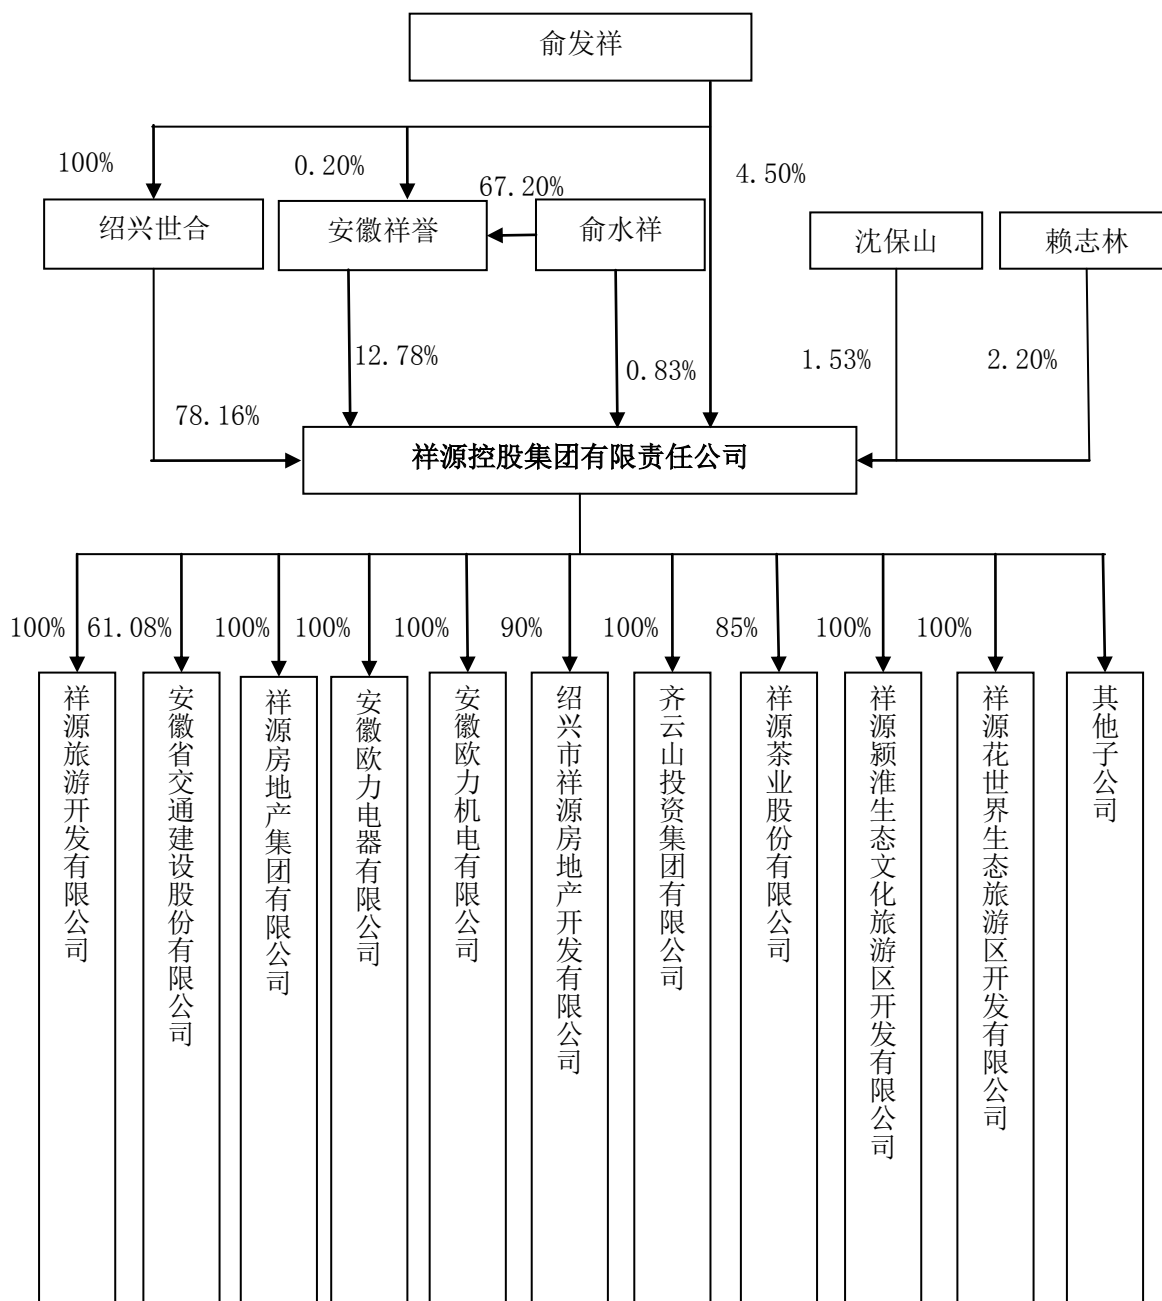 俞发祥
100%
0.20%
67.20%
4.50%
绍兴世合
安徽祥誉
俞水祥
沈保山
赖志林
12.78%
0.83%
1.53%
2.20%
78.16%
祥源控股集团有限责任公司
100%
61.08%
100%
100%
100%
90%
100%
85%
100%
100%
祥源旅游开发有限公司
安徽省交通建设股份有限公司
祥源房地产集团有限公司
安徽欧力电器有限公司
安徽欧力机电有限公司
绍兴市祥源房地产开发有限公司
齐云山投资集团有限公司
祥源茶业股份有限公司
祥源颍淮生态文化旅游区开发有限公司
祥源花世界生态旅游区开发有限公司
其他子公司